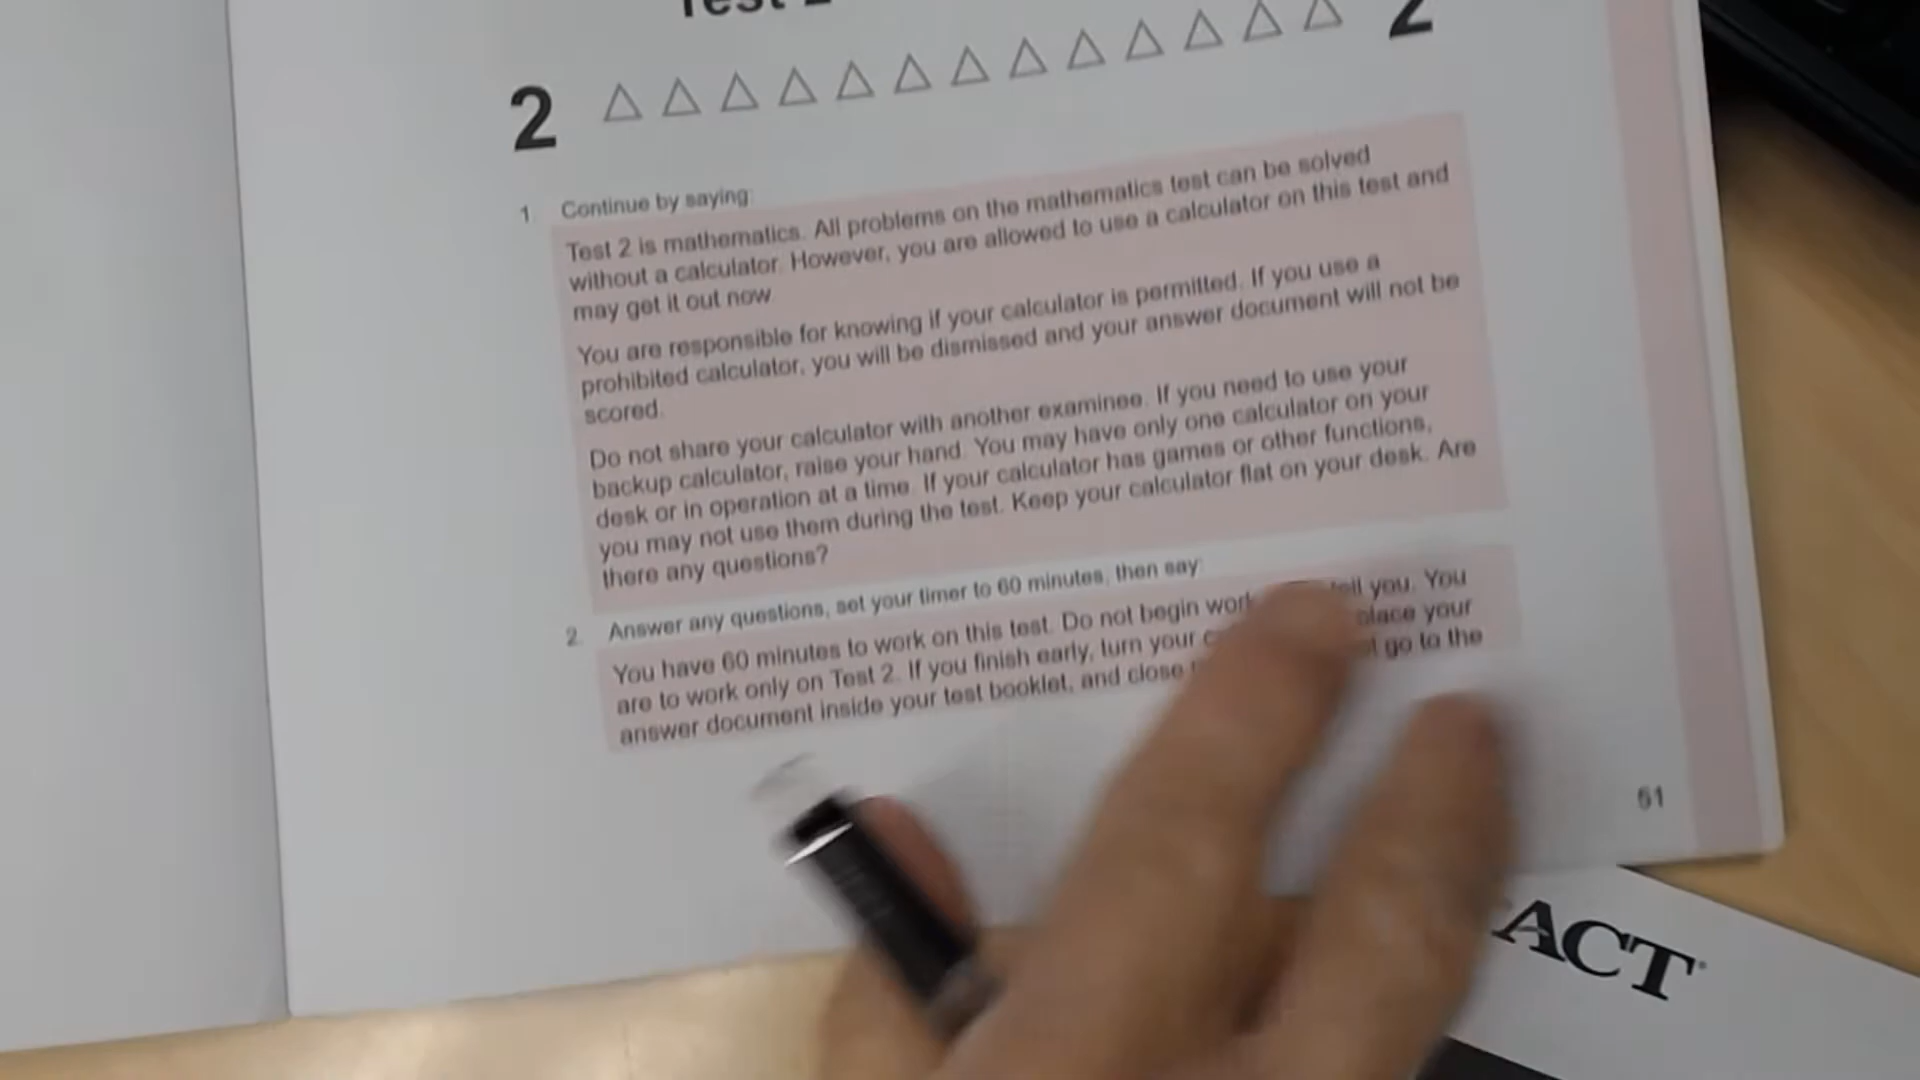 Test 2
2 2
1. Continue by saying:
Test 2 is mathematics. All problems on the mathematics test can be solved
without a calculator. However, you are allowed to use a calculator on this test and
may get it out now.
You are responsible for knowing if your calculator is permitted. If you use a
prohibited calculator, you will be dismissed and your answer document will not be
scored.
Do not share your calculator with another examinee. If you need to use your
backup calculator, raise your hand. You may have only one calculator on your
desk or in operation at a time. If your calculator has games or other functions,
you may not use them during the test. Keep your calculator flat on your desk. Are
there any questions?
2. Answer any questions, set your timer to 60 minutes, then say:
You have 60 minutes to work on this test. Do not begin work tell you. You
are to work only on Test 2. If you finish early, turn your place your
answer document inside your test booklet, and close go to the
51
ACT